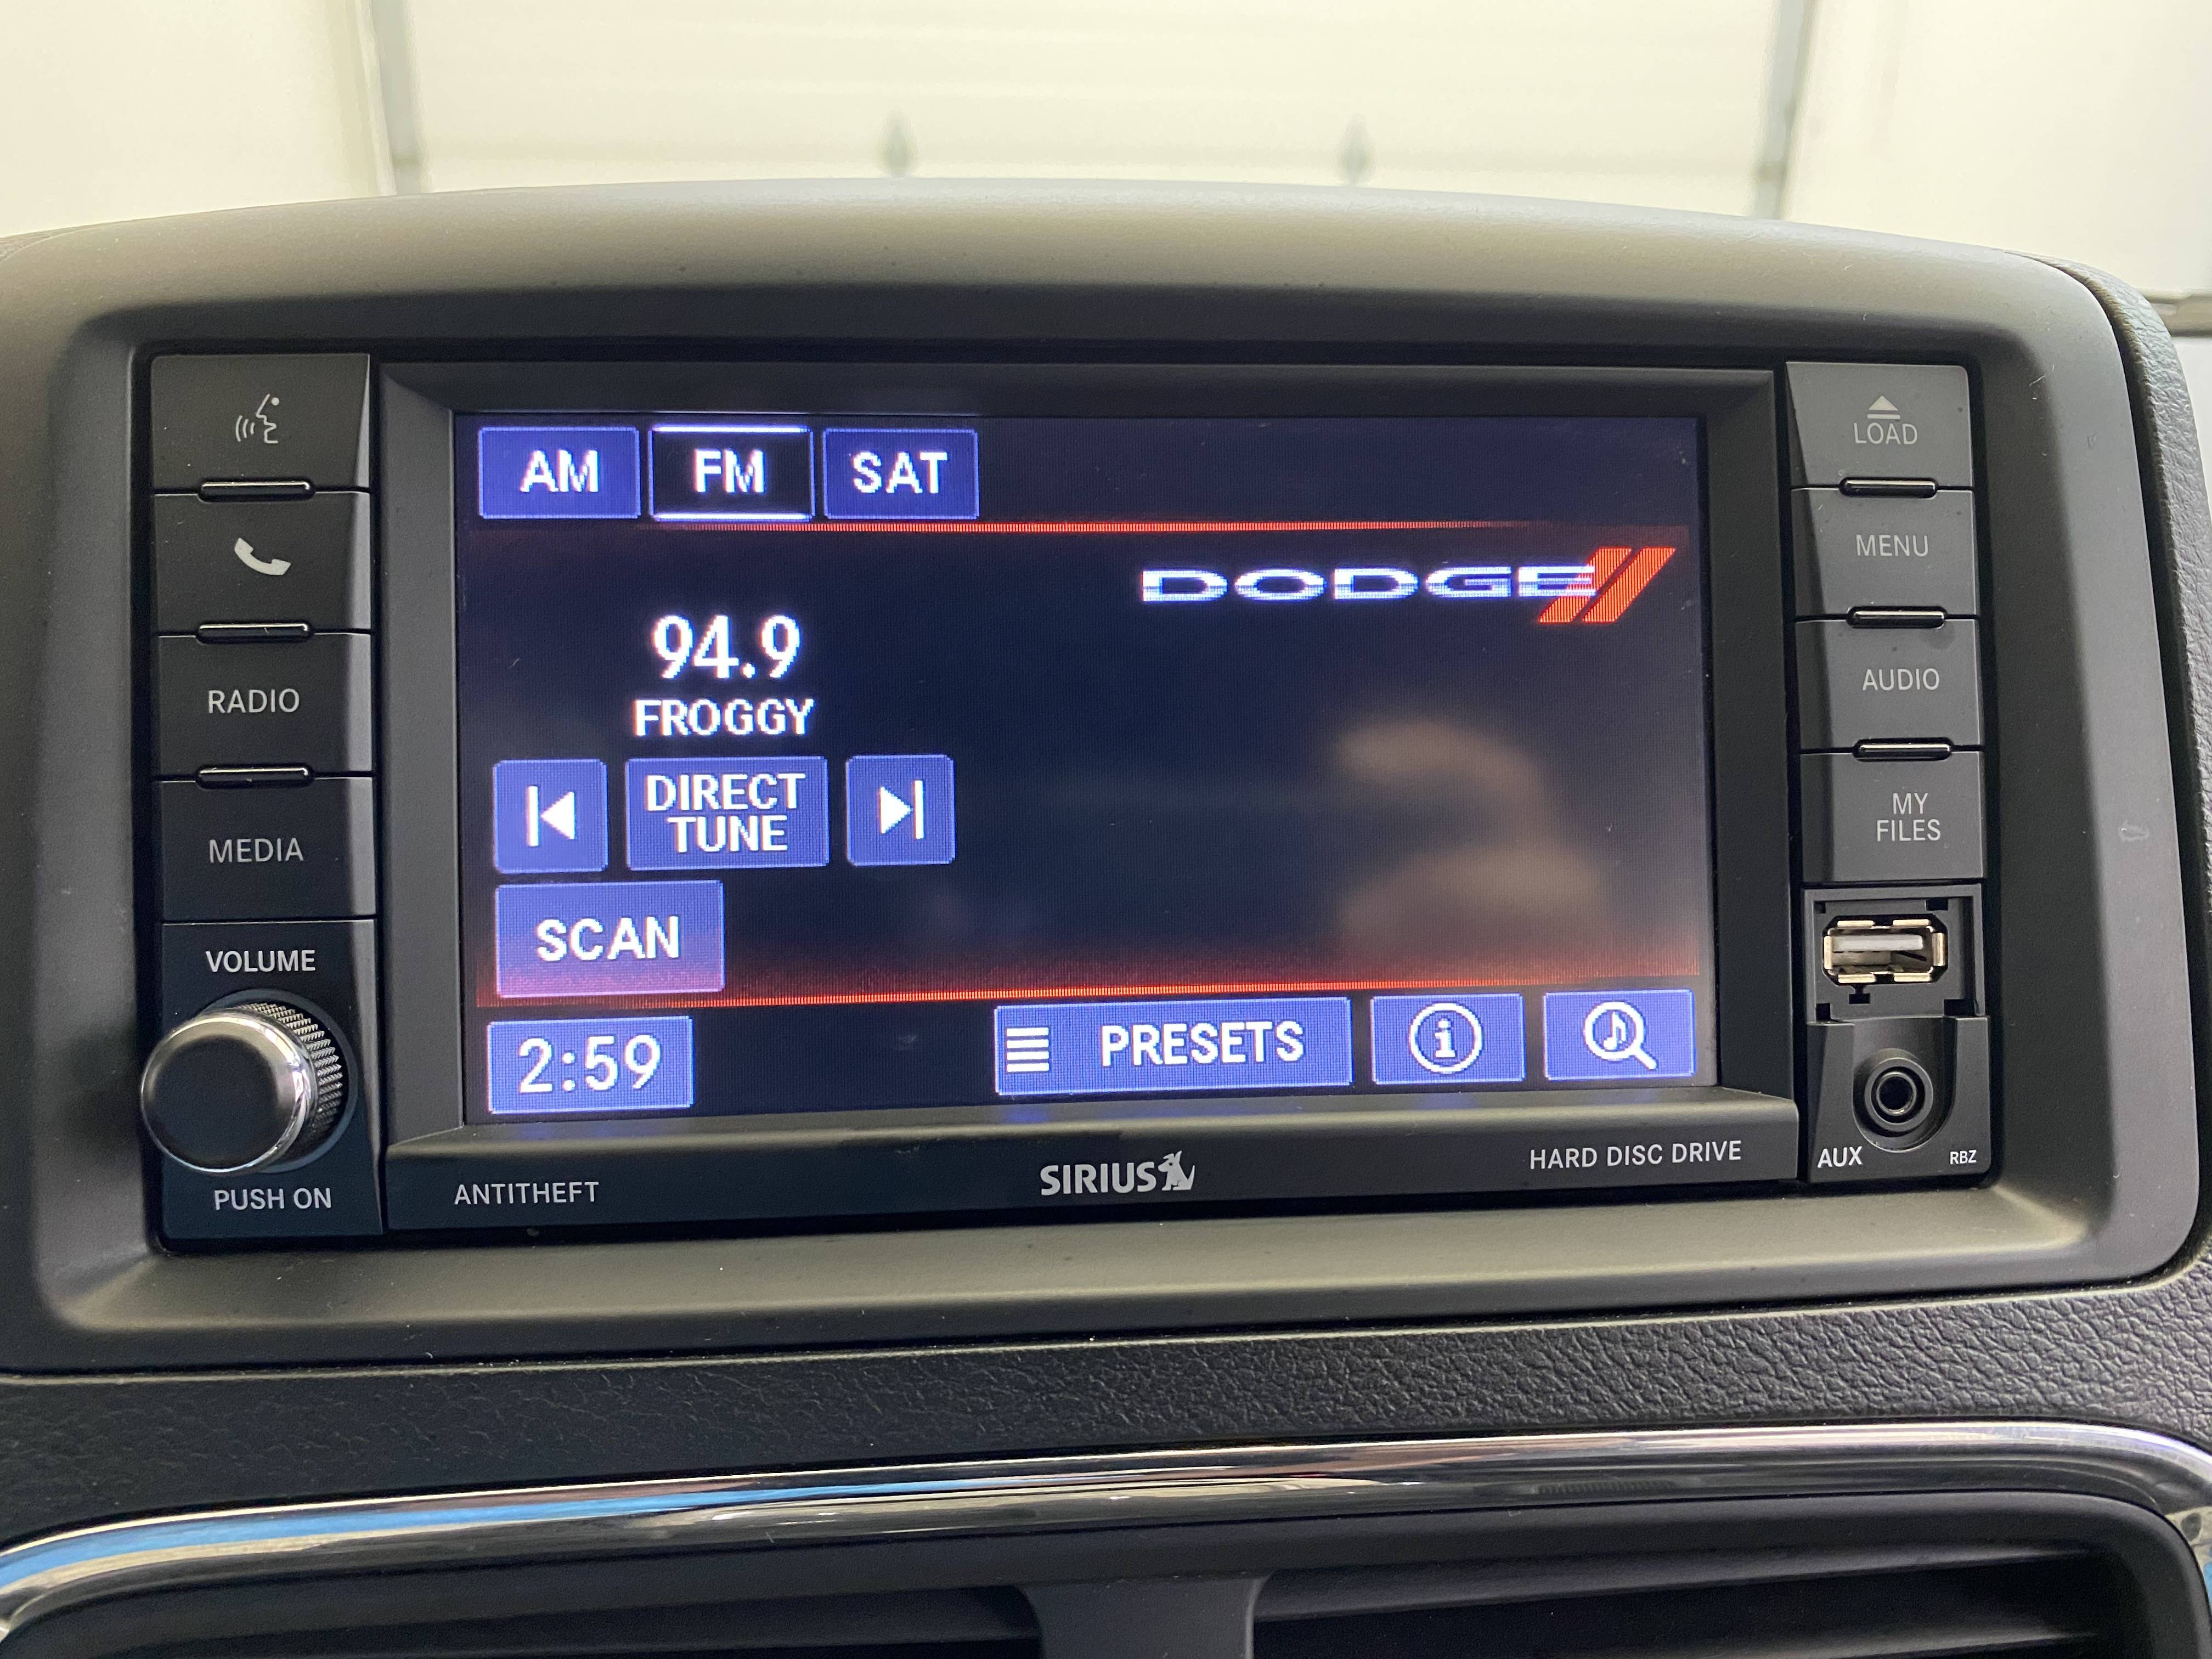 AM FM SAT
DODGE
94.9
FROGGY
DIRECT
TUNE
SCAN
2:59
PRESETS
i
RADIO
MEDIA
VOLUME
PUSH ON
LOAD
MENU
AUDIO
MY
FILES
AUX RBZ
ANTITHEFT
SIRIUS
HARD DISC DRIVE